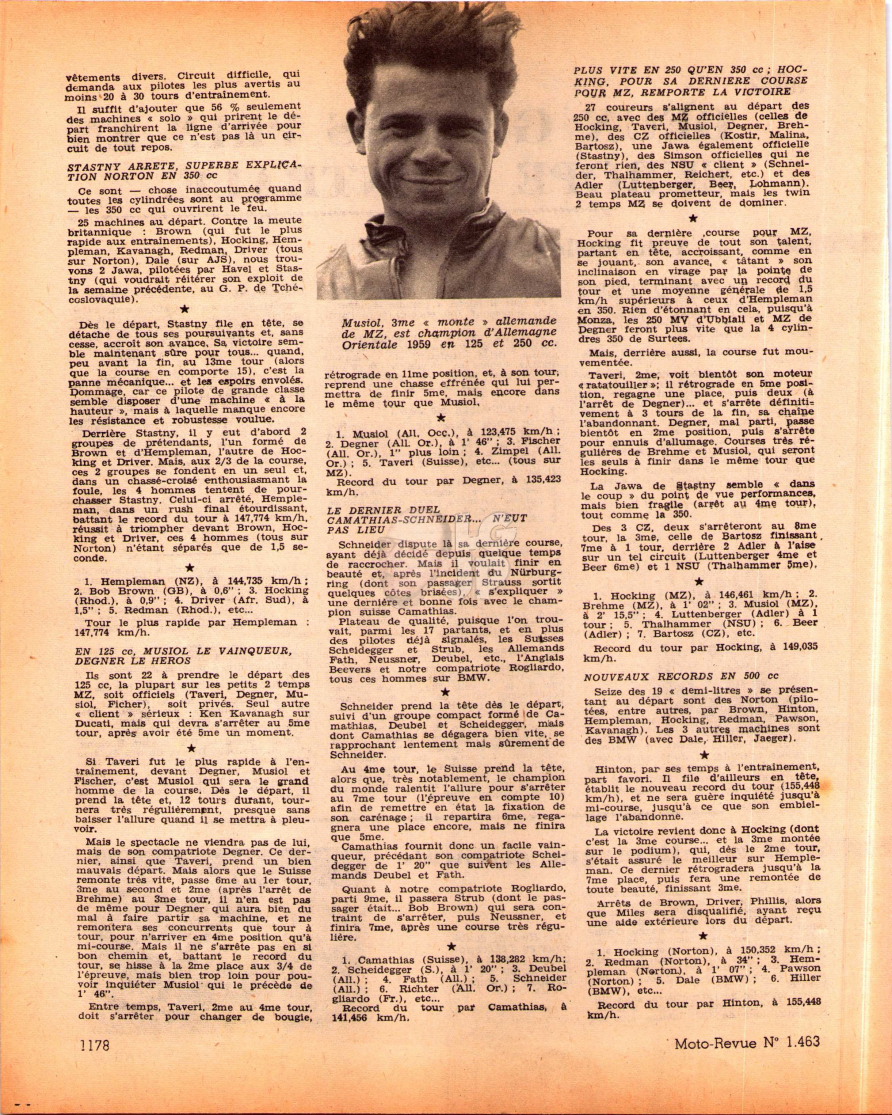 vêtements divers. Circuit difficile, qui
demanda aux pilotes les plus avertis au
moins 20 à 30 tours d'entraînement.
Il suffit d'ajouter que 56 % seulement
des machines « solo » qui prirent le dé-
part franchirent la ligne d'arrivée pour
bien montrer que ce n'est pas là un cir-
cuit de tout repos.
STASTNY ARRETE, SUPERBE EXPLICA-
TION NORTON EN 350 cc
Ce sont — chose inaccoutumée quand
toutes les cylindrées sont au programme
— les 350 cc qui ouvrirent le feu.
25 machines au départ. Contre la meute
britannique : Brown (qui fut le plus
rapide aux entraînements), Hocking, Hem-
pleman, Kavanagh, Redman, Driver (tous
sur Norton), Dale (sur AJS), nous trou-
vons 2 Jawa, pilotées par Havel et Stas-
tny (qui voudrait réitérer son exploit de
la semaine précédente, au G. P. de Tché-
coslovaquie).
★
Dès le départ, Stastny file en tête, se
détache de tous ses poursuivants et, sans
cesse, accroît son avance. Sa victoire sem-
ble maintenant sûre pour tous... quand,
peu avant la fin, au 13me tour (alors
que la course en comporte 15), c'est la
panne mécanique... et les espoirs envolés.
Dommage, car ce pilote de grande classe
semble disposer d'une machine « à la
hauteur », mais à laquelle manque encore
les résistance et robustesse voulue.
Derrière Stastny, il y eut d'abord 2
groupes de prétendants, l'un formé de
Brown et d'Hempleman, l'autre de Hoc-
king et Driver. Mais, aux 2/3 de la course,
ces 2 groupes se fondent en un seul et,
dans un chassé-croisé enthousiasmant la
foule, les 4 hommes tentent de pour-
chasser Stastny. Celui-ci arrêté, Hemple-
man, dans un rush final étourdissant,
battant le record du tour à 147,774 km/h,
réussit à triompher devant Brown, Hoc-
king et Driver, ces 4 hommes (tous sur
Norton) n'étant séparés que de 1,5 se-
conde.
★
1. Hempleman (NZ), à 144,735 km/h ;
2. Bob Brown (GB), à 0,6" ; 3. Hocking
(Rhod.), à 0,9" ; 4. Driver (Afr. Sud), à
1,5" ; 5. Redman (Rhod.), etc...
Tour le plus rapide par Hempleman :
147,774 km/h.
EN 125 cc, MUSIOL LE VAINQUEUR,
DEGNER LE HEROS
Ils sont 22 à prendre le départ des
125 cc, la plupart sur les petits 2 temps
MZ, soit officiels (Taveri, Degner, Mu-
siol, Ficher), soit privés. Seul autre
« client » sérieux : Ken Kavanagh sur
Ducati, mais qui devra s'arrêter au 5me
tour, après avoir été 5me un moment.
★
Si Taveri fut le plus rapide à l'en-
traînement, devant Degner, Musiol et
Fischer, c'est Musiol qui sera le grand
homme de la course. Dès le départ, il
prend la tête et, 12 tours durant, tour-
nera très régulièrement, presque sans
baisser l'allure quand il se mettra à pleu-
voir.
Mais le spectacle ne viendra pas de lui,
mais de son compatriote Degner. Ce der-
nier, ainsi que Taveri, prend un bien
mauvais départ. Mais alors que le Suisse
remonte très vite, passe 6me au 1er tour,
3me au second et 2me (après l'arrêt de
Brehme) au 3me tour, il n'en est pas
de même pour Degner qui aura bien du
mal à faire partir sa machine, et ne
remontera ses concurrents que tour à
tour, pour n'arriver en 4me position qu'à
mi-course. Mais il ne s'arrête pas en si
bon chemin et, battant le record du
tour, se hisse à la 2me place aux 3/4 de
l'épreuve, mais bien trop loin pour pou-
voir inquiéter Musiol qui le précède de
1' 46".
Entre temps, Taveri, 2me au 4me tour,
doit s'arrêter pour changer de bougie,
Musiol, 3me « monte » allemande
de MZ, est champion d'Allemagne
Orientale 1959 en 125 et 250 cc.
rétrograde en 11me position, et, à son tour,
reprend une chasse effrénée qui lui per-
mettra de finir 5me, mais encore dans
le même tour que Musiol.
★
1. Musiol (All. Occ.), à 123,475 km/h ;
2. Degner (All. Or.), à 1' 46" ; 3. Fischer
(All. Or.), 1" plus loin ; 4. Zimpel (All.
Or.) ; 5. Taveri (Suisse), etc... (tous sur
MZ).
Record du tour par Degner, à 135,423
km/h.
LE DERNIER DUEL
CAMATHIAS-SCHNEIDER... N'EUT
PAS LIEU
Schneider dispute là sa dernière course,
ayant déjà décidé depuis quelque temps
de raccrocher. Mais il voulait finir en
beauté et, après l'incident du Nürburg-
ring (dont son passager Strauss sortit
quelques côtes brisées), « s'expliquer »
une dernière et bonne fois avec le cham-
pion suisse Camathias.
Plateau de qualité, puisque l'on trou-
vait, parmi les 17 partants, et en plus
des pilotes déjà signalés, les Suisses
Scheidegger et Strub, les Allemands
Fath, Neussner, Deubel, etc., l'Anglais
Beevers et notre compatriote Rogliardo,
tous ces hommes sur BMW.
★
Schneider prend la tête dès le départ,
suivi d'un groupe compact formé de Ca-
mathias, Deubel et Scheidegger, mais
dont Camathias se dégagera bien vite, se
rapprochant lentement mais sûrement de
Schneider.
Au 4me tour, le Suisse prend la tête,
alors que, très notablement, le champion
du monde ralentit l'allure pour s'arrêter
au 7me tour (l'épreuve en compte 10)
afin de remettre en état la fixation de
son carénage ; il repartira 6me, rega-
gnera une place encore, mais ne finira
que 5me.
Camathias fournit donc un facile vain-
queur, précédant son compatriote Schei-
degger de 1' 20" que suivent les Alle-
mands Deubel et Fath.
Quant à notre compatriote Rogliardo,
parti 9me, il passera Strub (dont le pas-
sager était... Bob Brown) qui sera con-
traint de s'arrêter, puis Neussner, et
finira 7me, après une course très régu-
lière.
★
1. Camathias (Suisse), à 138,282 km/h;
2. Scheidegger (S.), à 1' 20" ; 3. Deubel
(All.) ; 4. Fath (All.) ; 5. Schneider
(All.) ; 6. Richter (All. Or.) ; 7. Ro-
gliardo (Fr.), etc...
Record du tour par Camathias, à
141,456 km/h.
PLUS VITE EN 250 QU'EN 350 cc ; HOC-
KING, POUR SA DERNIERE COURSE
POUR MZ, REMPORTE LA VICTOIRE
27 coureurs s'alignent au départ des
250 cc, avec des MZ officielles (celles de
Hocking, Taveri, Musiol, Degner, Breh-
me), des CZ officielles (Kostir, Malina,
Bartosz), une Jawa également officielle
(Stastny), des Simson officielles qui ne
feront rien, des NSU « client » (Schnei-
der, Thalhammer, Reichert, etc.) et des
Adler (Luttenberger, Beer, Lohmann).
Beau plateau prometteur, mais les twin
2 temps MZ se doivent de dominer.
★
Pour sa dernière course pour MZ,
Hocking fit preuve de tout son talent,
partant en tête, accroissant, comme en
se jouant, son avance, « tâtant » son
inclinaison en virage par la pointe de
son pied, terminant avec un record du
tour et une moyenne générale de 1,5
km/h supérieurs à ceux d'Hempleman
en 350. Rien d'étonnant en cela, puisqu'à
Monza, les 250 MV d'Ubbiali et MZ de
Degner feront plus vite que la 4 cylin-
dres 350 de Surtees.
Mais, derrière aussi, la course fut mou-
vementée.
Taveri, 2me, voit bientôt son moteur
« ratatouiller » ; il rétrograde en 5me posi-
tion, regagne une place, puis deux (à
l'arrêt de Degner)... et s'arrête définiti-
vement à 3 tours de la fin, sa chaîne
l'abandonnant. Degner, mal parti, passe
bientôt en 2me position, puis s'arrête
pour ennuis d'allumage. Courses très ré-
gulières de Brehme et Musiol, qui seront
les seuls à finir dans le même tour que
Hocking.
La Jawa de Stastny semble « dans
le coup » du point de vue performances,
mais bien fragile (arrêt au 4me tour),
tout comme la 350.
Des 3 CZ, deux s'arrêteront au 8me
tour, la 3me, celle de Bartosz finissant
7me à 1 tour, derrière 2 Adler à l'aise
sur un tel circuit (Luttenberger 4me et
Beer 6me) et 1 NSU (Thalhammer 5me).
★
1. Hocking (MZ), à 146,461 km/h ; 2.
Brehme (MZ), à 1' 02" ; 3. Musiol (MZ),
à 2' 15,5" ; 4. Luttenberger (Adler) à 1
tour ; 5. Thalhammer (NSU) ; 6. Beer
(Adler) ; 7. Bartosz (CZ), etc.
Record du tour par Hocking, à 149,035
km/h.
NOUVEAUX RECORDS EN 500 cc
Seize des 19 « demi-litres » se présen-
tant au départ sont des Norton (pilo-
tées, entre autres, par Brown, Hinton,
Hempleman, Hocking, Redman, Pawson,
Kavanagh). Les 3 autres machines sont
des BMW (avec Dale, Hiller, Jaeger).
★
Hinton, par ses temps à l'entraînement,
part favori. Il file d'ailleurs en tête,
établit le nouveau record du tour (155,448
km/h), et ne sera guère inquiété jusqu'à
mi-course, jusqu'à ce que son embiel-
lage l'abandonne.
La victoire revient donc à Hocking (dont
c'est la 3me course... et la 3me montée
sur le podium), qui, dès le 2me tour,
s'était assuré le meilleur sur Hemple-
man. Ce dernier rétrogradera jusqu'à la
7me place, puis fera une remontée de
toute beauté, finissant 3me.
Arrêts de Brown, Driver, Phillis, alors
que Miles sera disqualifié, ayant reçu
une aide extérieure lors du départ.
★
1. Hocking (Norton), à 150,352 km/h ;
2. Redman (Norton), à 34" ; 3. Hem-
pleman (Norton), à 1' 07" ; 4. Pawson
(Norton) ; 5. Dale (BMW) ; 6. Hiller
(BMW), etc...
Record du tour par Hinton, à 155,448
km/h.
1178
Moto-Revue N° 1.463